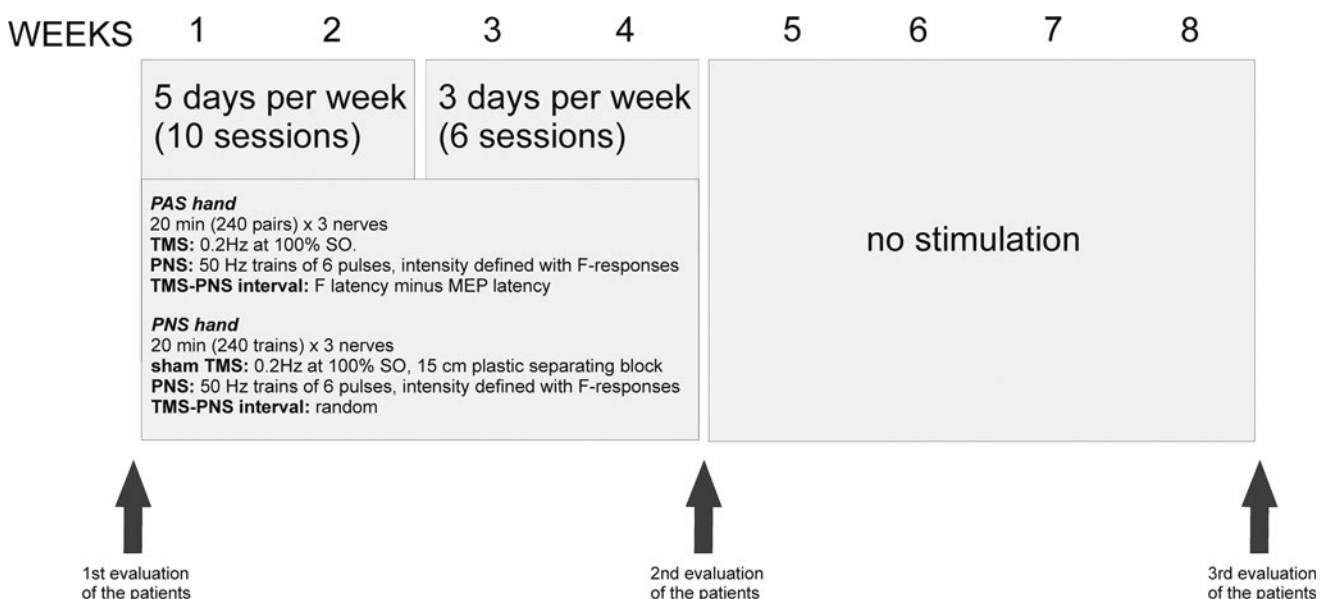 WEEKS 1 2 3 4 5 6 7 8
5 days per week
(10 sessions)
3 days per week
(6 sessions)
PAS hand
20 min (240 pairs) x 3 nerves
TMS: 0.2Hz at 100% SO.
PNS: 50 Hz trains of 6 pulses, intensity defined with F-responses
TMS-PNS interval: F latency minus MEP latency
PNS hand
20 min (240 trains) x 3 nerves
sham TMS: 0.2Hz at 100% SO, 15 cm plastic separating block
PNS: 50 Hz trains of 6 pulses, intensity defined with F-responses
TMS-PNS interval: random
no stimulation
1st evaluation
of the patients
2nd evaluation
of the patients
3rd evaluation
of the patients